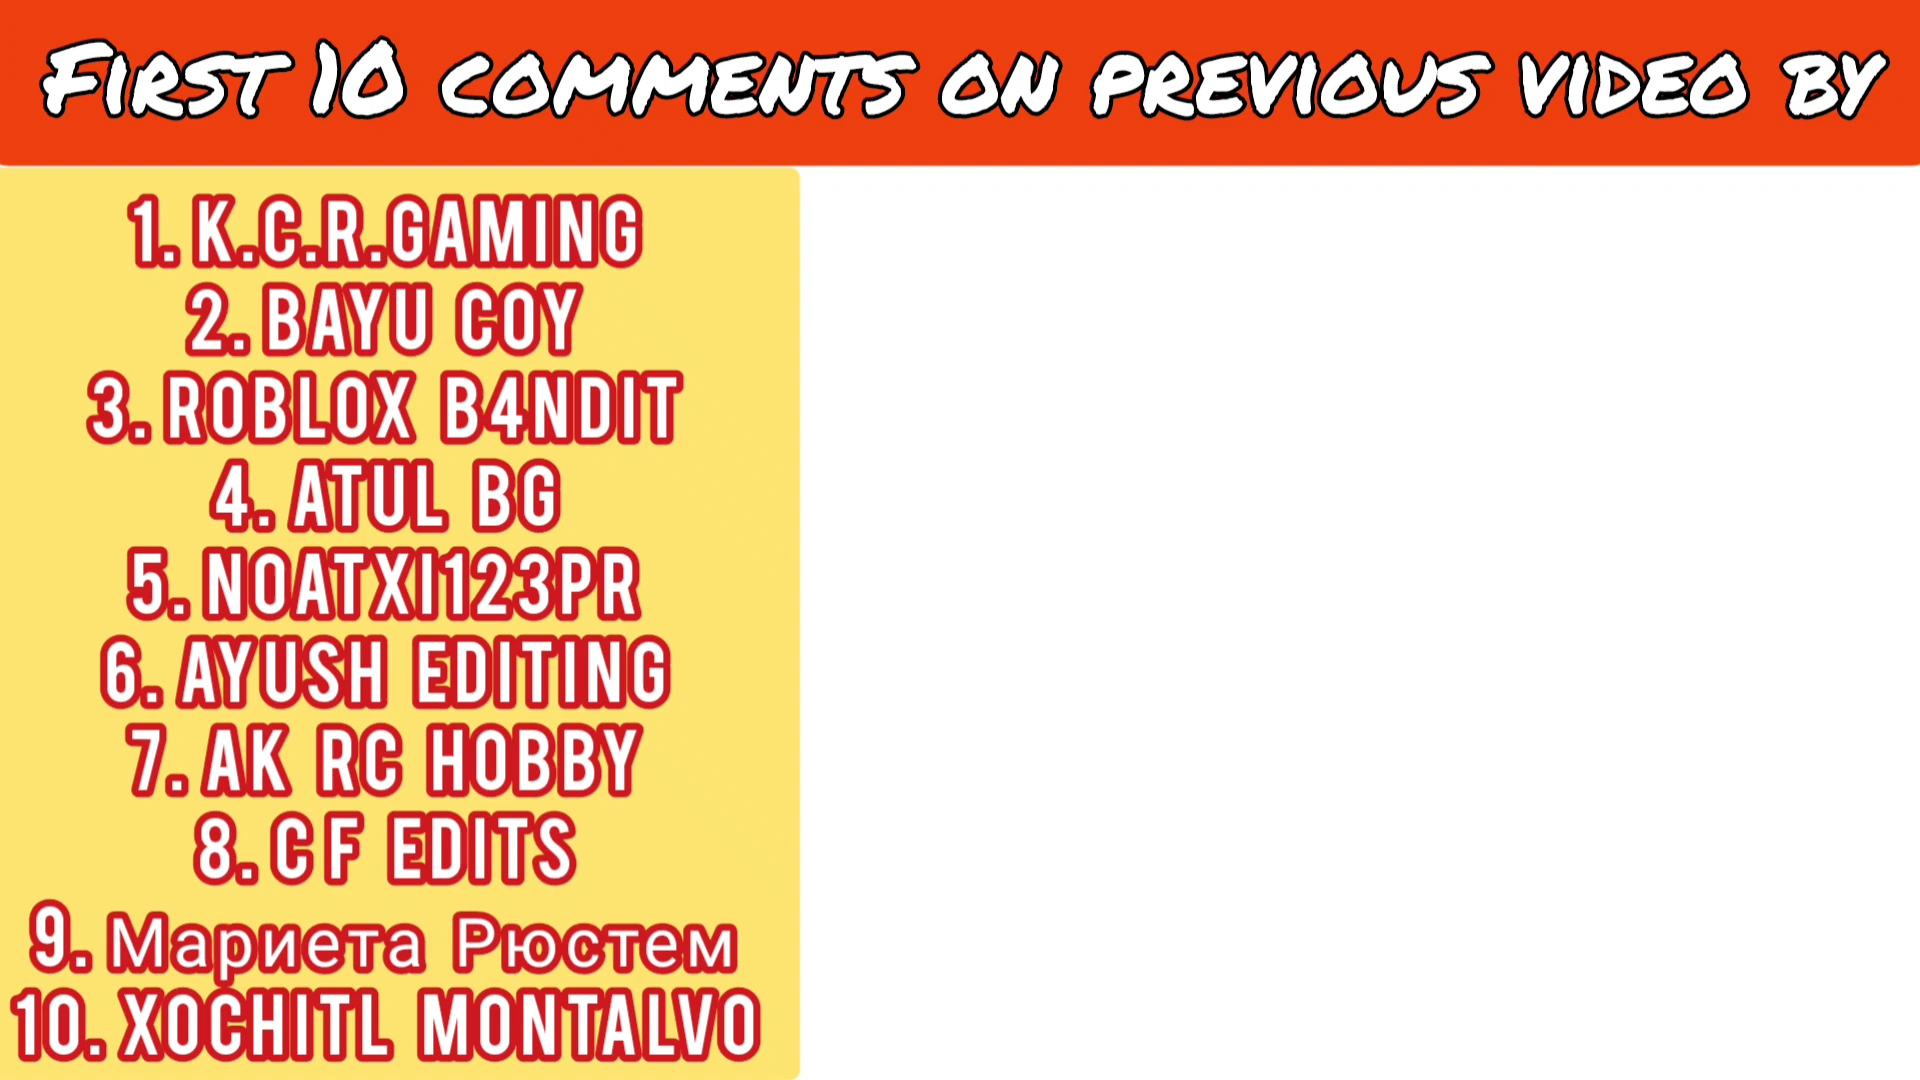 First 10 comments on previous video by
1. K.C.R.GAMING
2. BAYU COY
3. ROBLOX B4NDIT
4. ATUL BG
5. NOATXI123PR
6. AYUSH EDITING
7. AK RC HOBBY
8. C F EDITS
9. Мариета Рюстем
10. XOCHITL MONTALVO